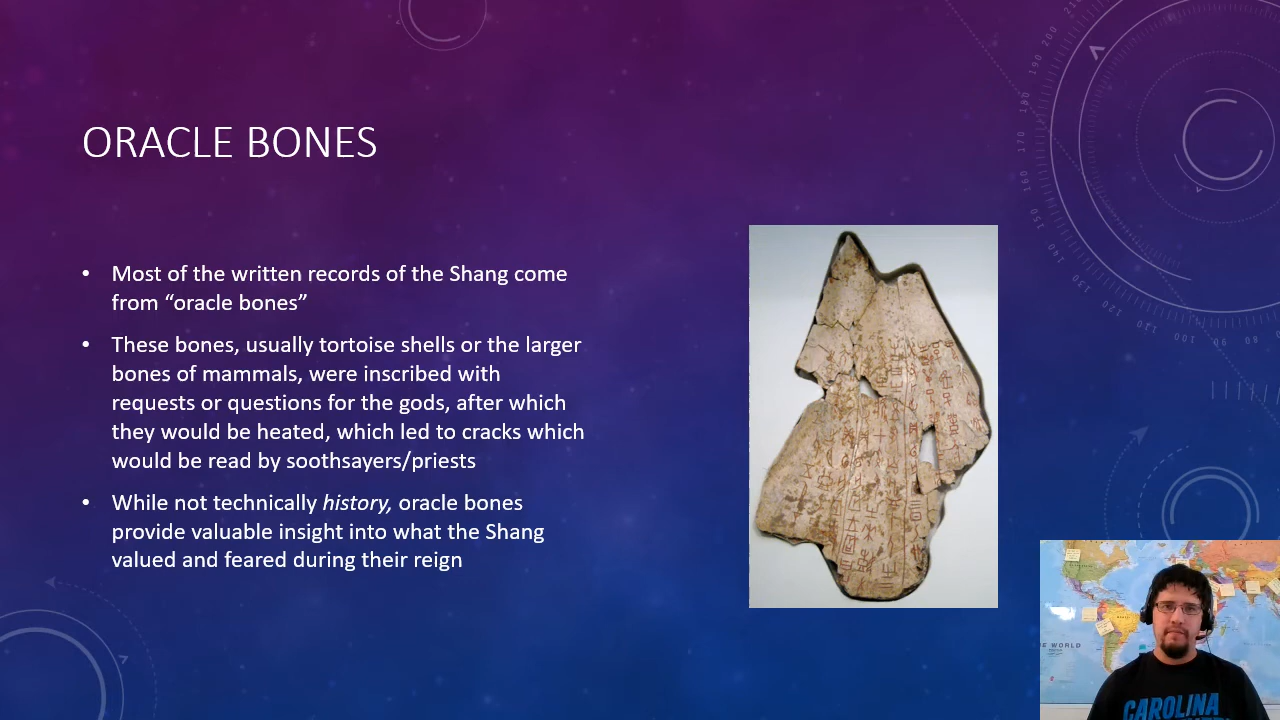 ORACLE BONES
• Most of the written records of the Shang come
from “oracle bones”
• These bones, usually tortoise shells or the larger
bones of mammals, were inscribed with
requests or questions for the gods, after which
they would be heated, which led to cracks which
would be read by soothsayers/priests
• While not technically history, oracle bones
provide valuable insight into what the Shang
valued and feared during their reign
CAROLINA